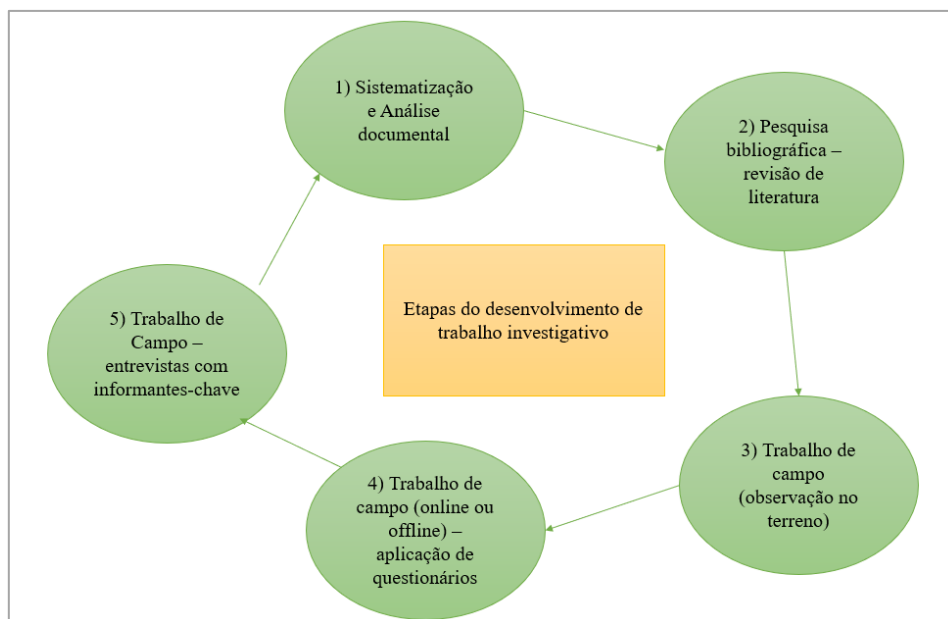 1) Sistematização
e Análise
documental
2) Pesquisa
bibliográfica –
revisão de
literatura
Etapas do desenvolvimento de
trabalho investigativo
5) Trabalho de
Campo –
entrevistas com
informantes-chave
3) Trabalho de
campo
(observação no
terreno)
4) Trabalho de
campo (online ou
offline) –
aplicação de
questionários